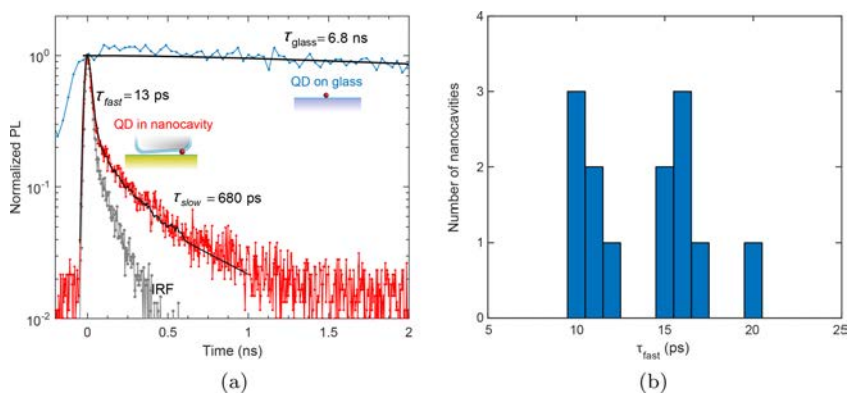 τglass=6.8 ns
10⁰
QD on glass
τfast=13 ps
QD in nanocavity
Normalized PL
10⁻¹
τslow=680 ps
IRF
10⁻²
0 0.5 1 1.5 2
Time (ns)
(a)
4
3
2
1
0
Number of nanocavities
5 10 15 20 25
τfast (ps)
(b)